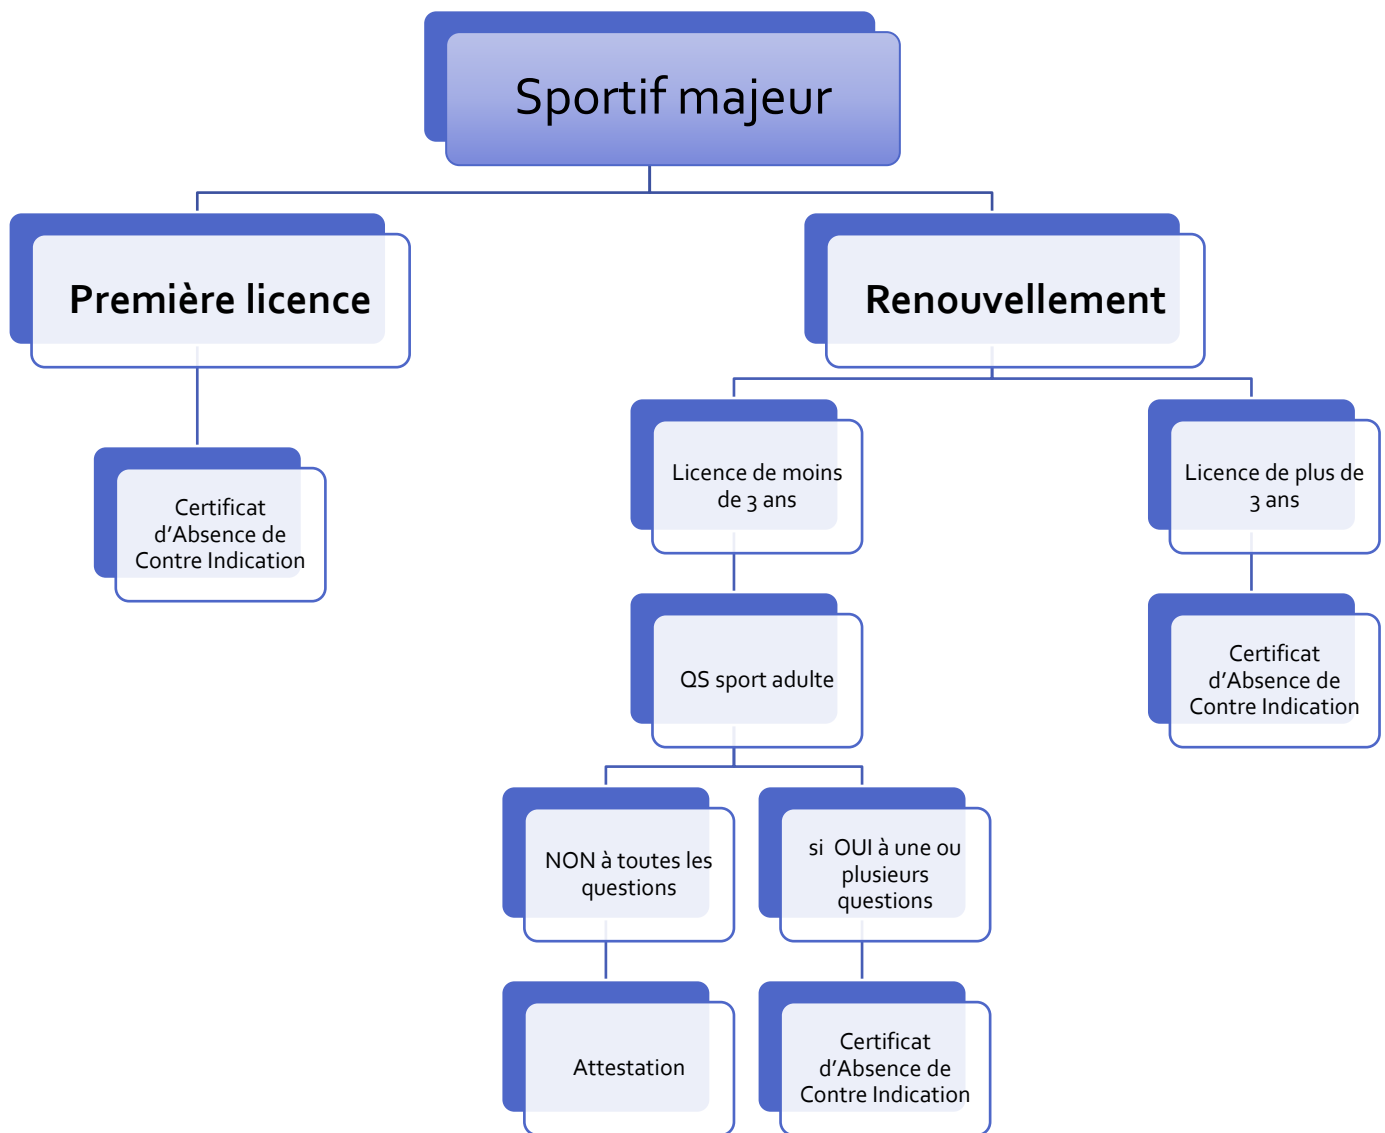 Sportif majeur
Première licence
Renouvellement
Licence de moins
de 3 ans
Licence de plus de
3 ans
Certificat
d’Absence de
Contre Indication
QS sport adulte
Certificat
d’Absence de
Contre Indication
NON à toutes les
questions
si OUI à une ou
plusieurs
questions
Attestation
Certificat
d’Absence de
Contre Indication